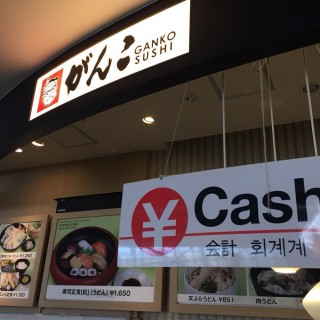 がんこ
GANKO
SUSHI
¥ Cash
会計 회계계
寿司定食(松)(うどん) ¥1,650
天ぷらうどん ¥851
肉うどん